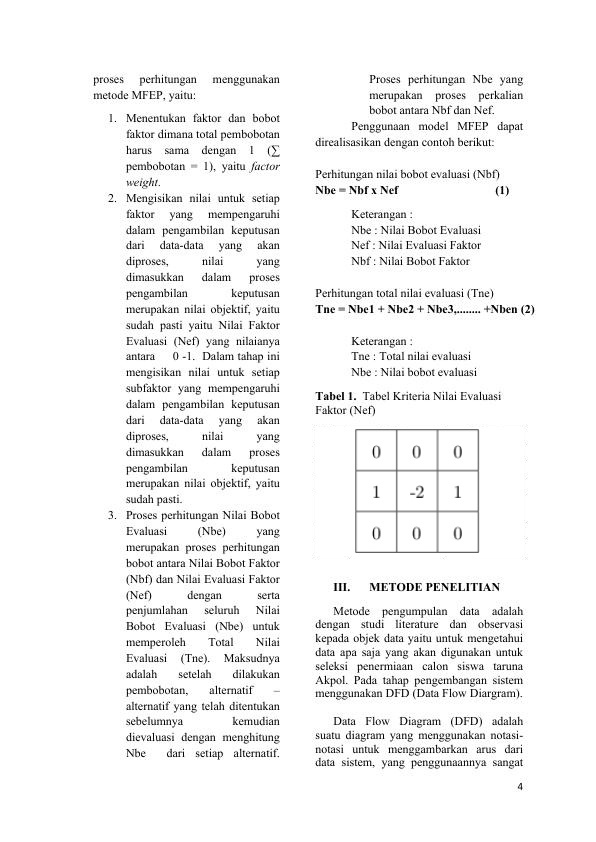 proses perhitungan menggunakan
metode MFEP, yaitu:
1. Menentukan faktor dan bobot
faktor dimana total pembobotan
harus sama dengan 1 (∑
pembobotan = 1), yaitu factor
weight.
2. Mengisikan nilai untuk setiap
faktor yang mempengaruhi
dalam pengambilan keputusan
dari data-data yang akan
diproses, nilai yang
dimasukkan dalam proses
pengambilan keputusan
merupakan nilai objektif, yaitu
sudah pasti yaitu Nilai Faktor
Evaluasi (Nef) yang nilaianya
antara 0 -1. Dalam tahap ini
mengisikan nilai untuk setiap
subfaktor yang mempengaruhi
dalam pengambilan keputusan
dari data-data yang akan
diproses, nilai yang
dimasukkan dalam proses
pengambilan keputusan
merupakan nilai objektif, yaitu
sudah pasti.
3. Proses perhitungan Nilai Bobot
Evaluasi (Nbe) yang
merupakan proses perhitungan
bobot antara Nilai Bobot Faktor
(Nbf) dan Nilai Evaluasi Faktor
(Nef) dengan serta
penjumlahan seluruh Nilai
Bobot Evaluasi (Nbe) untuk
memperoleh Total Nilai
Evaluasi (Tne). Maksudnya
adalah setelah dilakukan
pembobotan, alternatif –
alternatif yang telah ditentukan
sebelumnya kemudian
dievaluasi dengan menghitung
Nbe dari setiap alternatif.
Proses perhitungan Nbe yang
merupakan proses perkalian
bobot antara Nbf dan Nef.
Penggunaan model MFEP dapat
direalisasikan dengan contoh berikut:
Perhitungan nilai bobot evaluasi (Nbf)
Nbe = Nbf x Nef (1)
Keterangan :
Nbe : Nilai Bobot Evaluasi
Nef : Nilai Evaluasi Faktor
Nbf : Nilai Bobot Faktor
Perhitungan total nilai evaluasi (Tne)
Tne = Nbe1 + Nbe2 + Nbe3,........ +Nben (2)
Keterangan :
Tne : Total nilai evaluasi
Nbe : Nilai bobot evaluasi
Tabel 1. Tabel Kriteria Nilai Evaluasi
Faktor (Nef)
0 0 0
1 -2 1
0 0 0
III. METODE PENELITIAN
Metode pengumpulan data adalah
dengan studi literature dan observasi
kepada objek data yaitu untuk mengetahui
data apa saja yang akan digunakan untuk
seleksi penermiaan calon siswa taruna
Akpol. Pada tahap pengembangan sistem
menggunakan DFD (Data Flow Diargram).
Data Flow Diagram (DFD) adalah
suatu diagram yang menggunakan notasi-
notasi untuk menggambarkan arus dari
data sistem, yang penggunaannya sangat
4